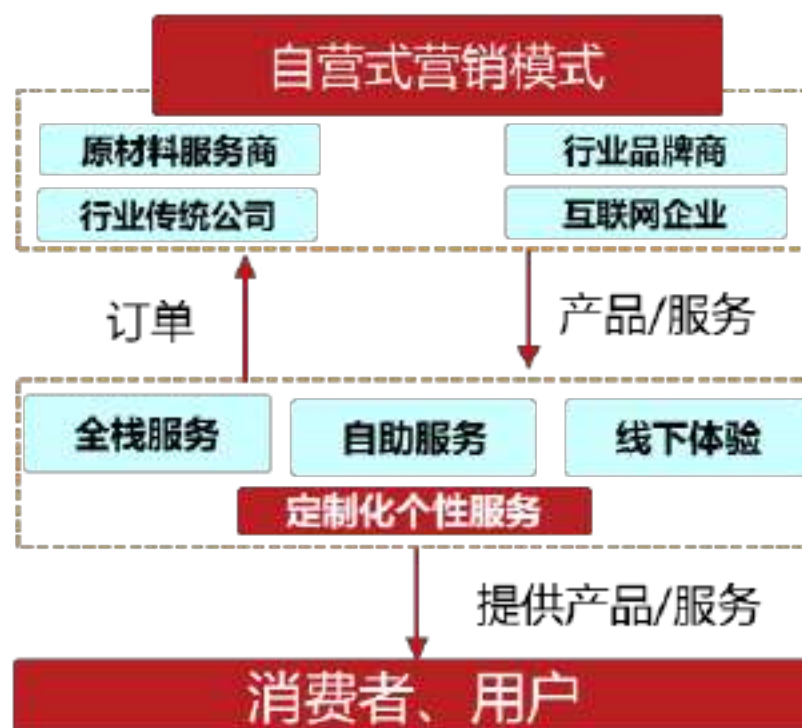 自营式营销模式
原材料服务商
行业品牌商
行业传统公司
互联网企业
订单
产品/服务
全栈服务
自助服务
线下体验
定制化个性服务
提供产品/服务
消费者、用户